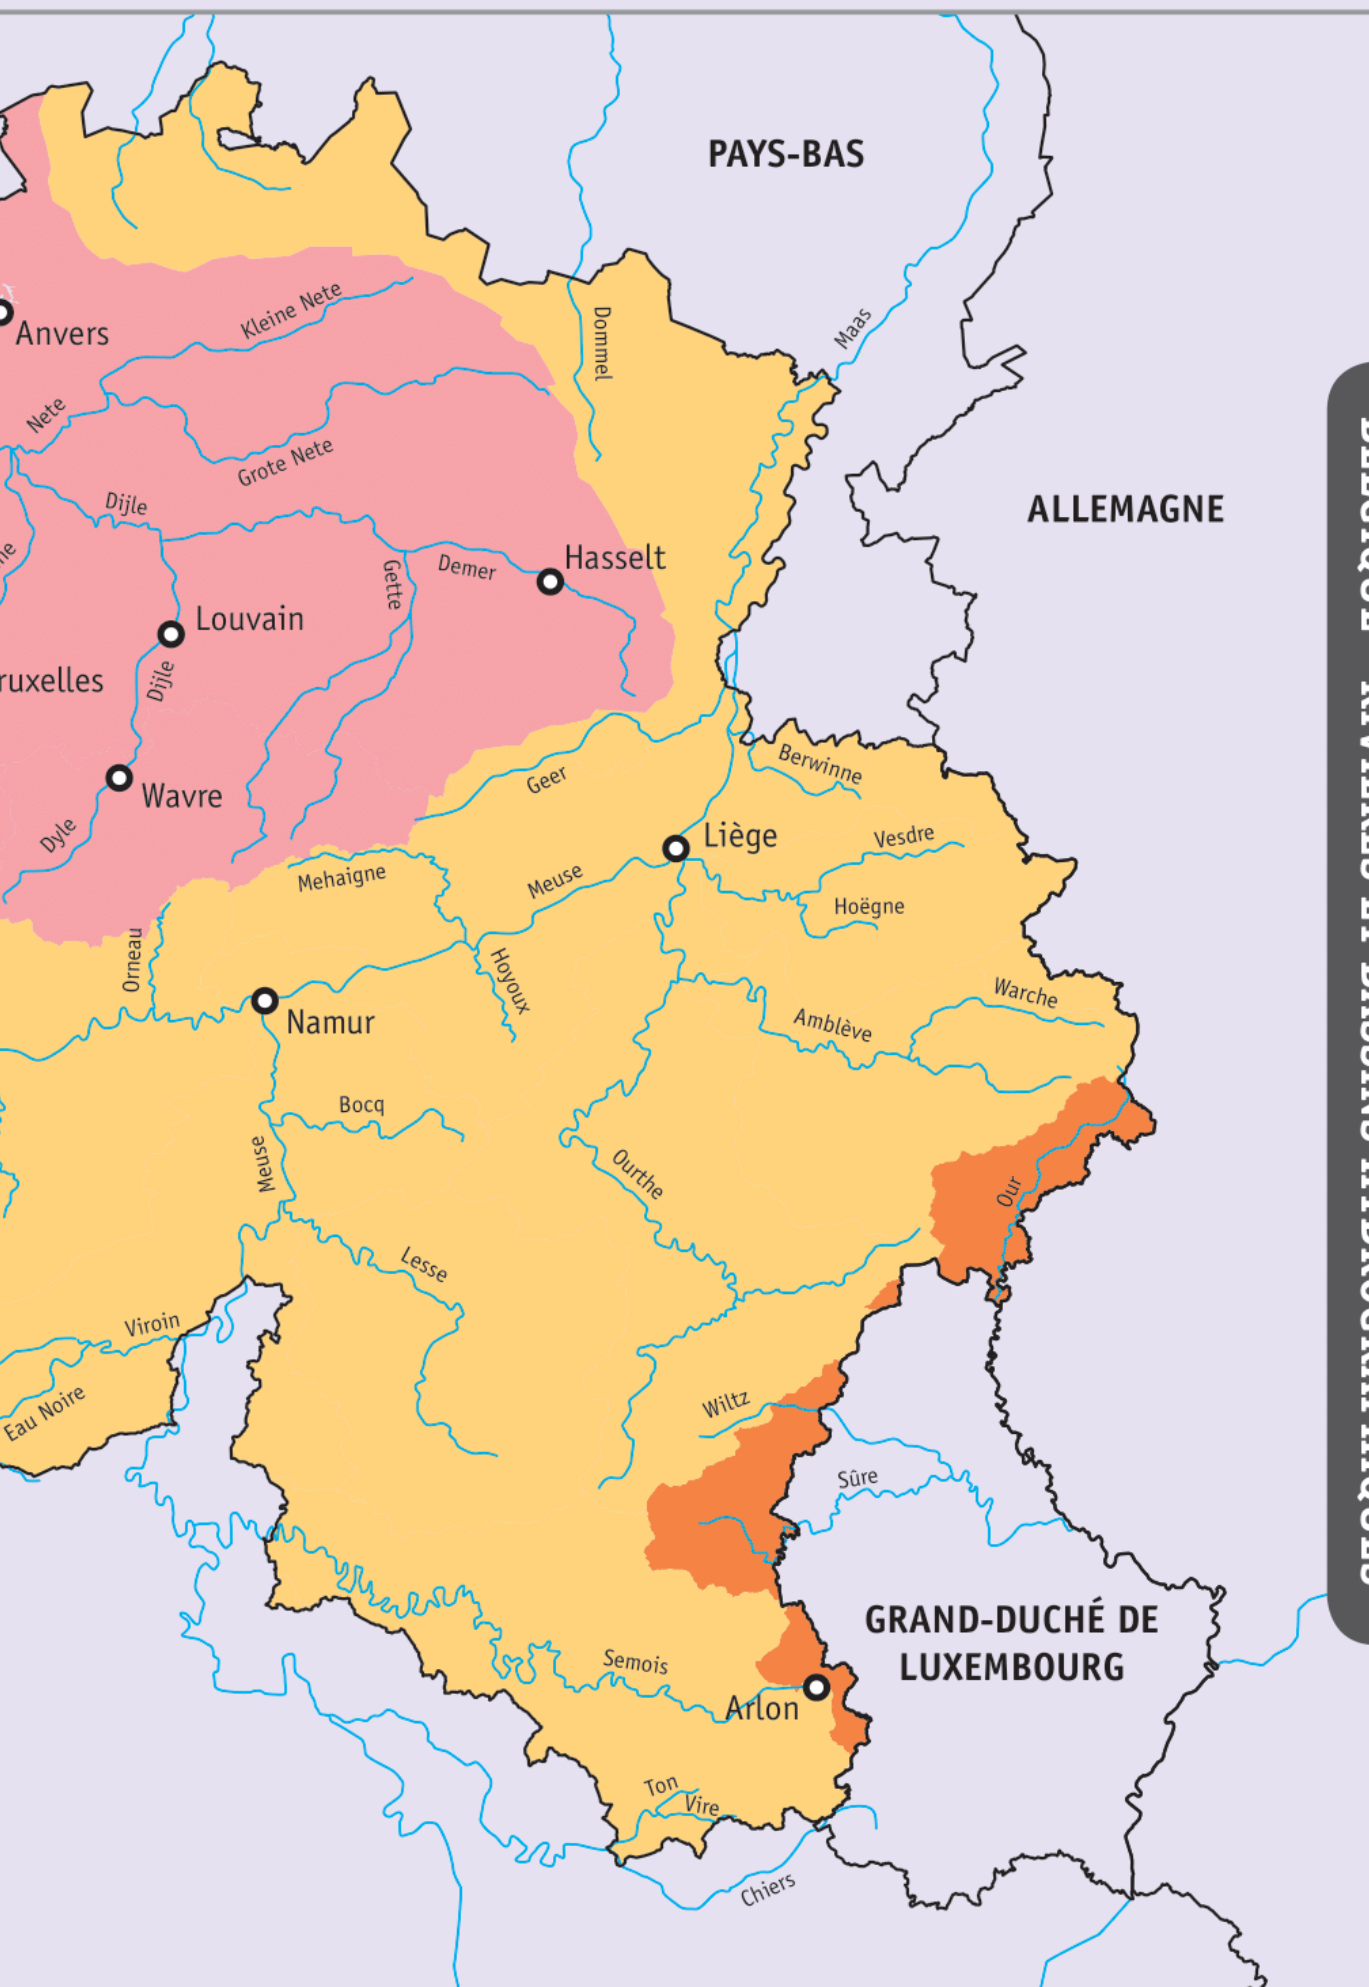 PAYS-BAS
Kleine Nete
Anvers
Dommel
Maas
Nete
Grote Nete
ALLEMAGNE
Dijle
Hasselt
Demer
Gette
Louvain
Dijle
ruxelles
Berwinne
Geer
Wavre
Dyle
Liège
Vesdre
Mehaigne
Meuse
Hoëgne
Orneau
Hoyoux
Warche
Namur
Amblève
Bocq
Meuse
Ourthe
Our
Lesse
Viroin
Eau Noire
Wiltz
Sûre
GRAND-DUCHÉ DE
LUXEMBOURG
Semois
Arlon
Ton
Vire
Chiers